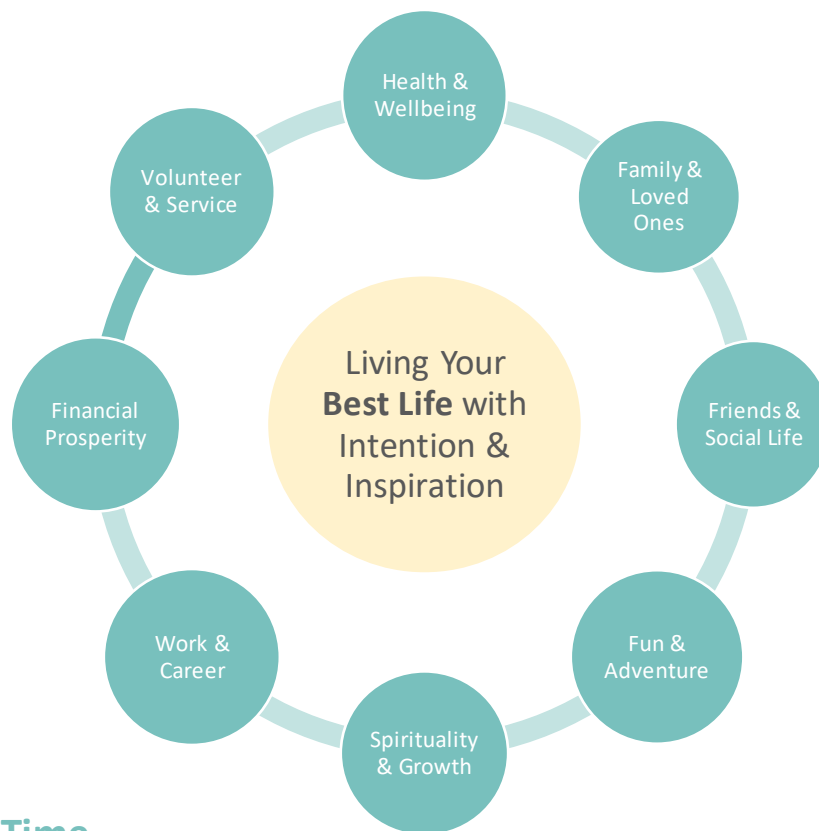 Health &
Wellbeing
Family &
Loved
Ones
Friends &
Social Life
Fun &
Adventure
Spirituality
& Growth
Work &
Career
Financial
Prosperity
Volunteer
& Service
Living Your
Best Life with
Intention &
Inspiration
Time